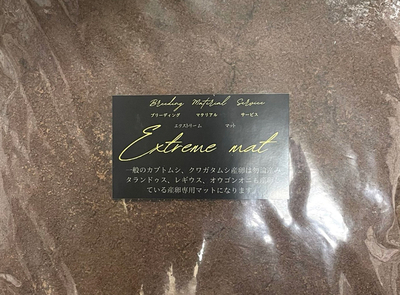 Breeding Material Service
ブリーディング マテリアル サービス
エクストリーム マット
Extreme mat
一般のカブトムシ、クワガタムシ産卵は勿論
タランドゥス、レギウス、オウゴンオニも
ている産卵専用マットになります